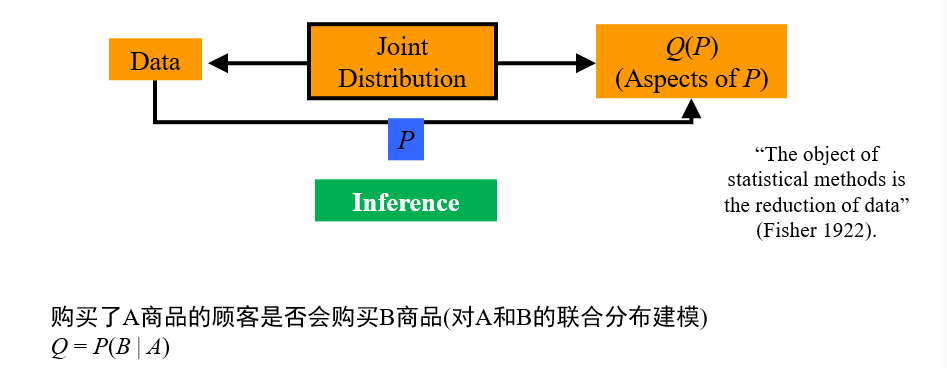 Data
Joint
Distribution
Q(P)
(Aspects of P)
P
Inference
“The object of
statistical methods is
the reduction of data”
(Fisher 1922).
购买了A商品的顾客是否会购买B商品(对A和B的联合分布建模)
Q = P(B | A)